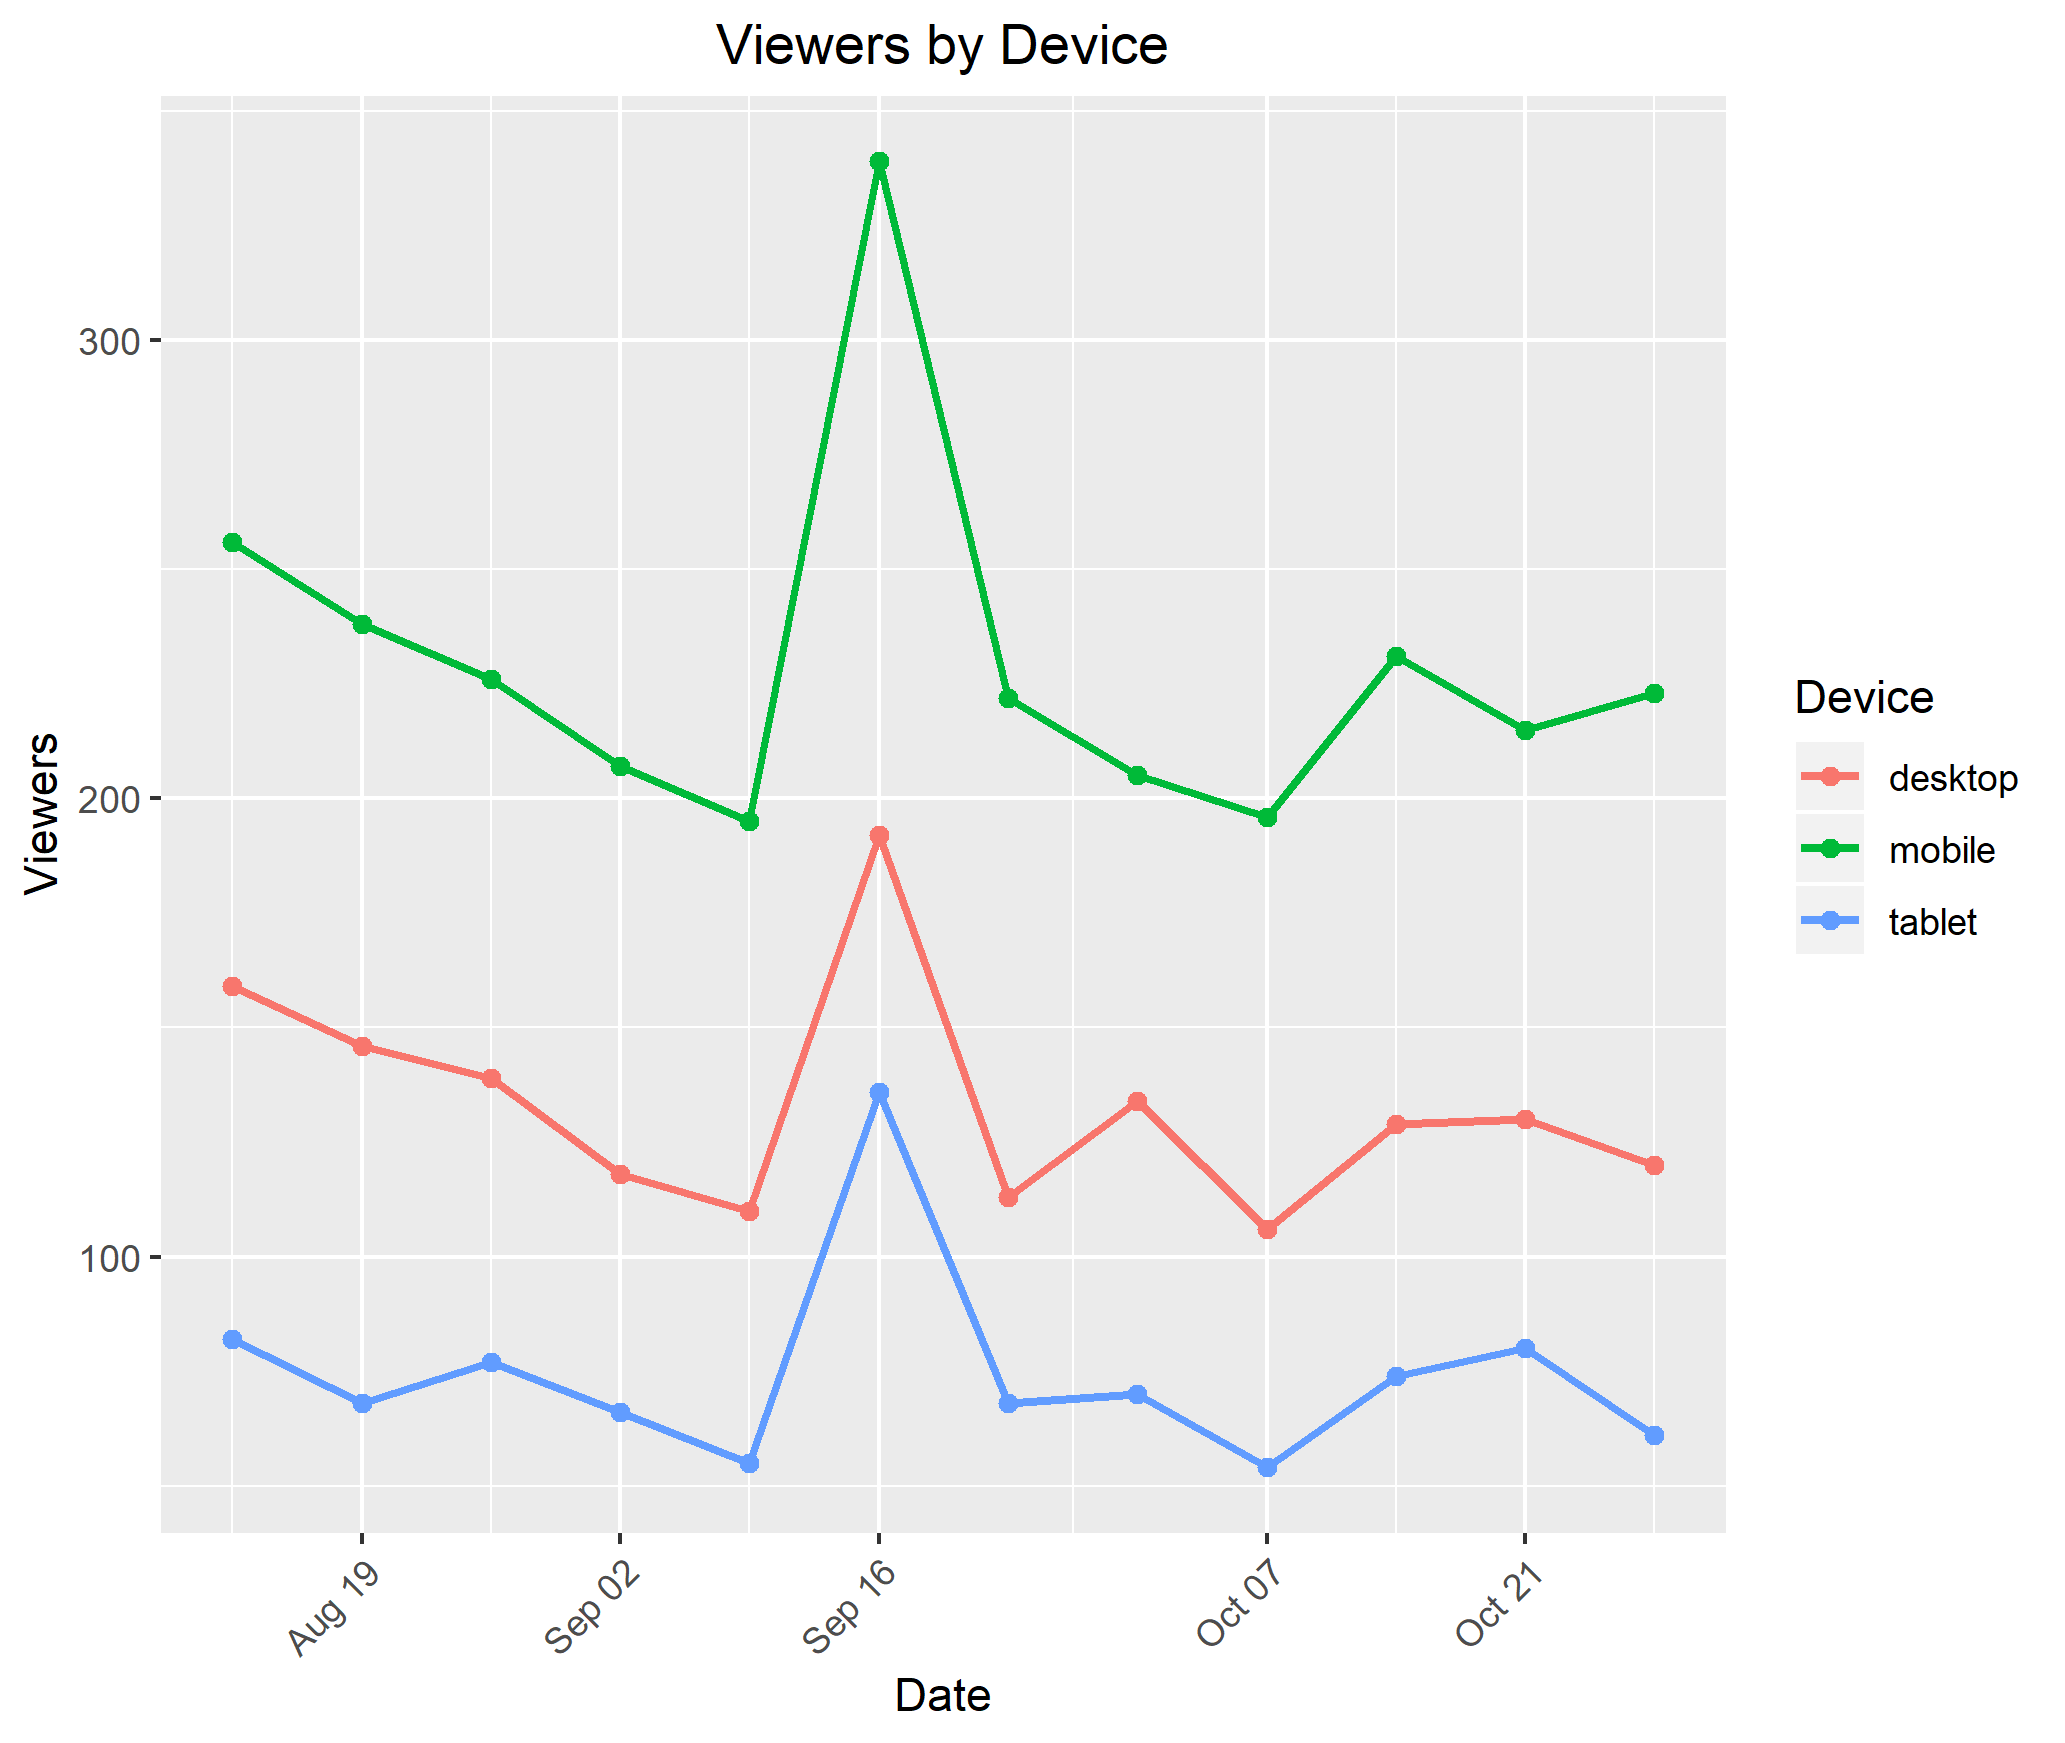 Viewers by Device
Viewers
300
200
100
Aug 19
Sep 02
Sep 16
Oct 07
Oct 21
Date
Device
desktop
mobile
tablet